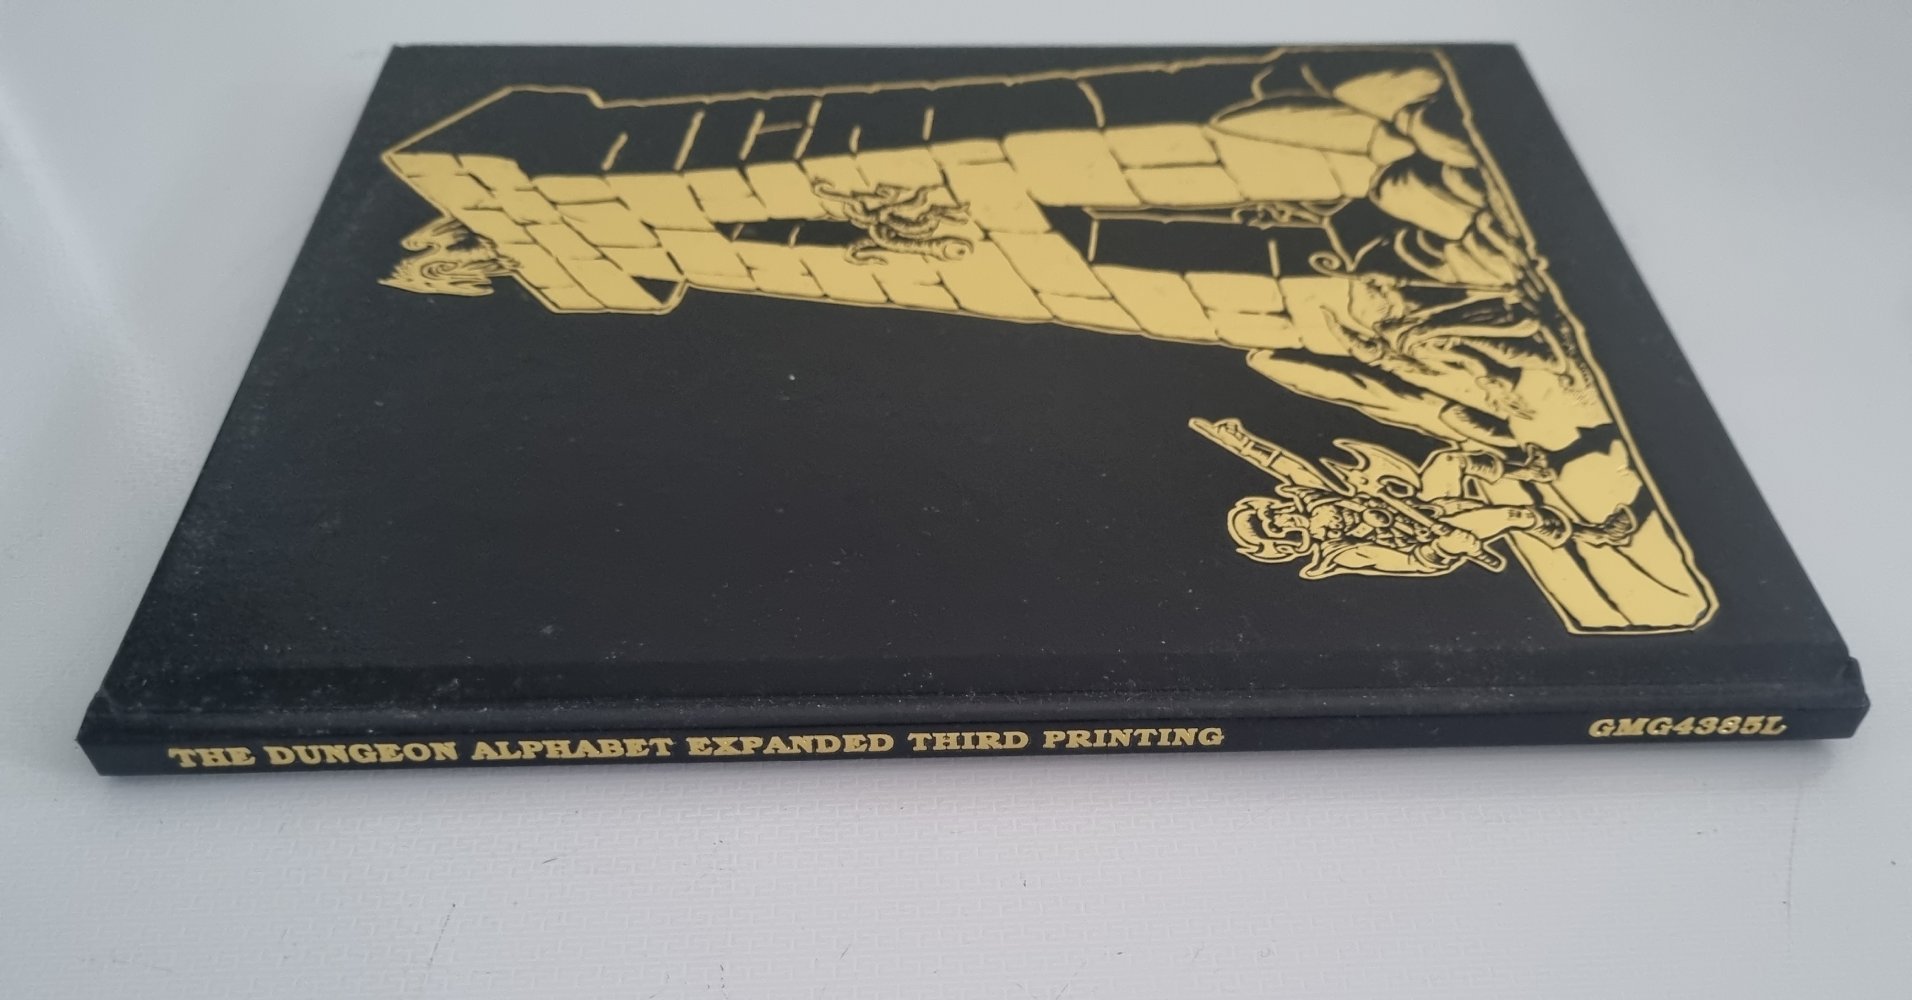 THE DUNGEON ALPHABET EXPANDED THIRD PRINTING
GMG4385L